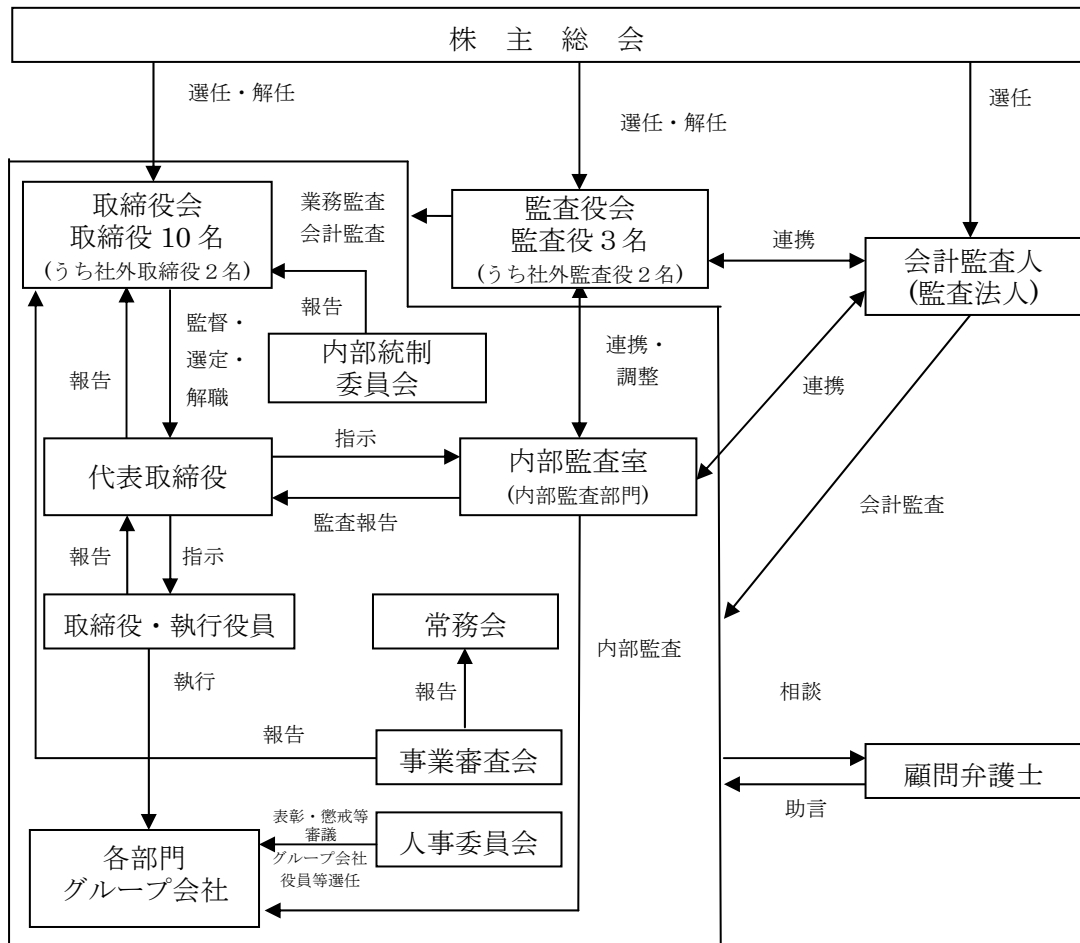 株　主　総　会
選任・解任
選任・解任
選任
取締役会
取締役 10 名
(うち社外取締役２名)
業務監査
会計監査
監査役会
監査役３名
(うち社外監査役２名)
連携
会計監査人
(監査法人)
報告
監督・
選定・
解職
報告
内部統制
委員会
連携・
調整
連携
代表取締役
指示
監査報告
内部監査室
(内部監査部門)
会計監査
報告
指示
取締役・執行役員
常務会
内部監査
執行
報告
相談
報告
事業審査会
顧問弁護士
助言
表彰・懲戒等
審議
グループ会社
役員等選任
人事委員会
各部門
グループ会社